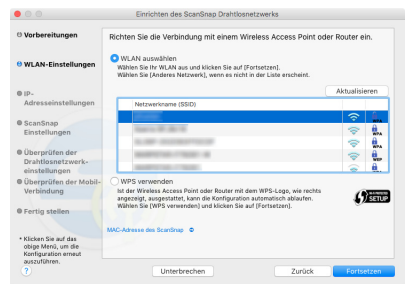 Einrichten des ScanSnap Drahtlosnetzwerks
Vorbereitungen
WLAN-Einstellungen
IP-
Adresseinstellungen
ScanSnap
Einstellungen
Überprüfen der
Drahtlosnetzwerk-
einstellungen
Überprüfen der Mobil-
Verbindung
Fertig stellen
* Klicken Sie auf das
obige Menü, um die
Konfiguration erneut
auszuführen.
?
Richten Sie die Verbindung mit einem Wireless Access Point oder Router ein.
WLAN auswählen
Wählen Sie Ihr WLAN aus und klicken Sie auf [Fortsetzen].
Wählen Sie [Anderes Netzwerk], wenn es nicht in der Liste erscheint.
Aktualisieren
Netzwerkname (SSID)
WPA
WPA
WPA
WEP
WPS verwenden
Ist der Wireless Access Point oder Router mit dem WPS-Logo, wie rechts
angezeigt, ausgestattet, kann die Konfiguration automatisch ablaufen.
Wählen Sie [WPS verwenden] und klicken Sie auf [Fortsetzen].
SETUP
MAC-Adresse des ScanSnap
Unterbrechen
Zurück
Fortsetzen